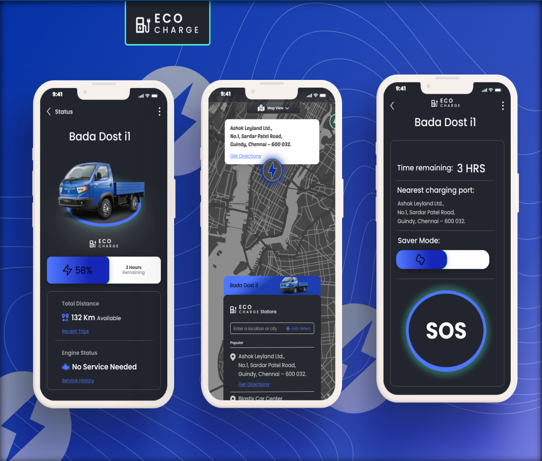 ECO
CHARGE
9:41
Status
Bada Dost i1
ECO
CHARGE
58%
3 Hours
Remaining
Total Distance
132 Km Available
Recent Trips
Engine Status
No Service Needed
Service History
9:41
Map View
Ashok Leyland Ltd.,
No.1, Sardar Patel Road,
Guindy, Chennai – 600 032.
Get Directions
Bada Dost i1
ECO
CHARGE Stations
Enter a location or city
Popular
Ashok Leyland Ltd.,
No.1, Sardar Patel Road,
Guindy, Chennai – 600 032.
Get Directions
Car Center
9:41
ECO
CHARGE
Bada Dost i1
Time remaining: 3 HRS
Nearest charging port:
Ashok Leyland Ltd.,
No.1, Sardar Patel Road,
Guindy, Chennai – 600 032.
Saver Mode:
SOS